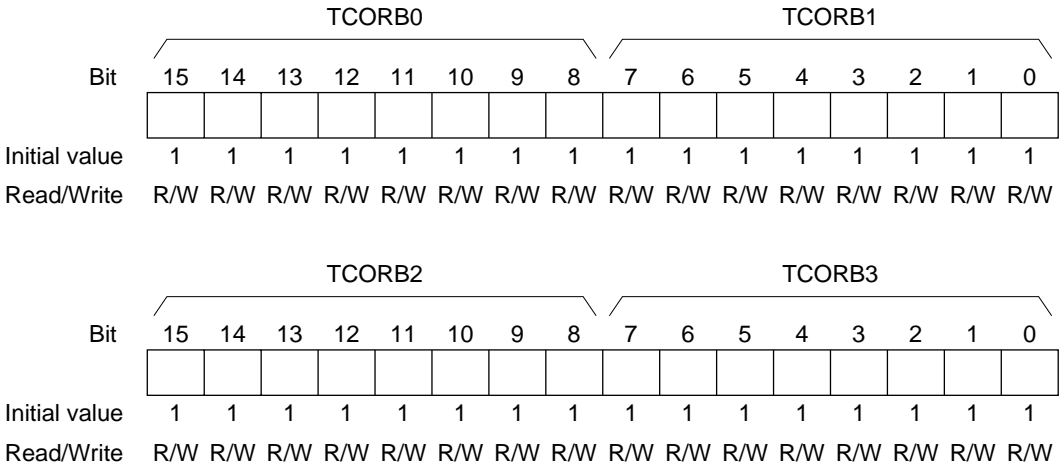 TCORB0 TCORB1
Bit 15 14 13 12 11 10 9 8 7 6 5 4 3 2 1 0
Initial value 1 1 1 1 1 1 1 1 1 1 1 1 1 1 1 1
Read/Write R/W R/W R/W R/W R/W R/W R/W R/W R/W R/W R/W R/W R/W R/W R/W R/W
TCORB2 TCORB3
Bit 15 14 13 12 11 10 9 8 7 6 5 4 3 2 1 0
Initial value 1 1 1 1 1 1 1 1 1 1 1 1 1 1 1 1
Read/Write R/W R/W R/W R/W R/W R/W R/W R/W R/W R/W R/W R/W R/W R/W R/W R/W